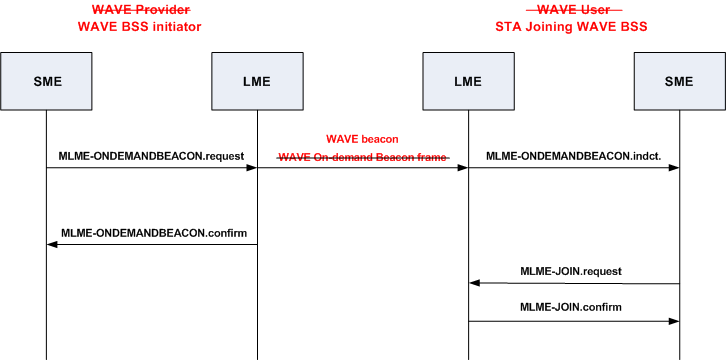 WAVE Provider
WAVE BSS initiator
WAVE User
STA Joining WAVE BSS
SME
LME
LME
SME
WAVE beacon
MLME-ONDEMANDBEACON.request
WAVE On-demand Beacon frame
MLME-ONDEMANDBEACON.indct.
MLME-ONDEMANDBEACON.confirm
MLME-JOIN.request
MLME-JOIN.confirm